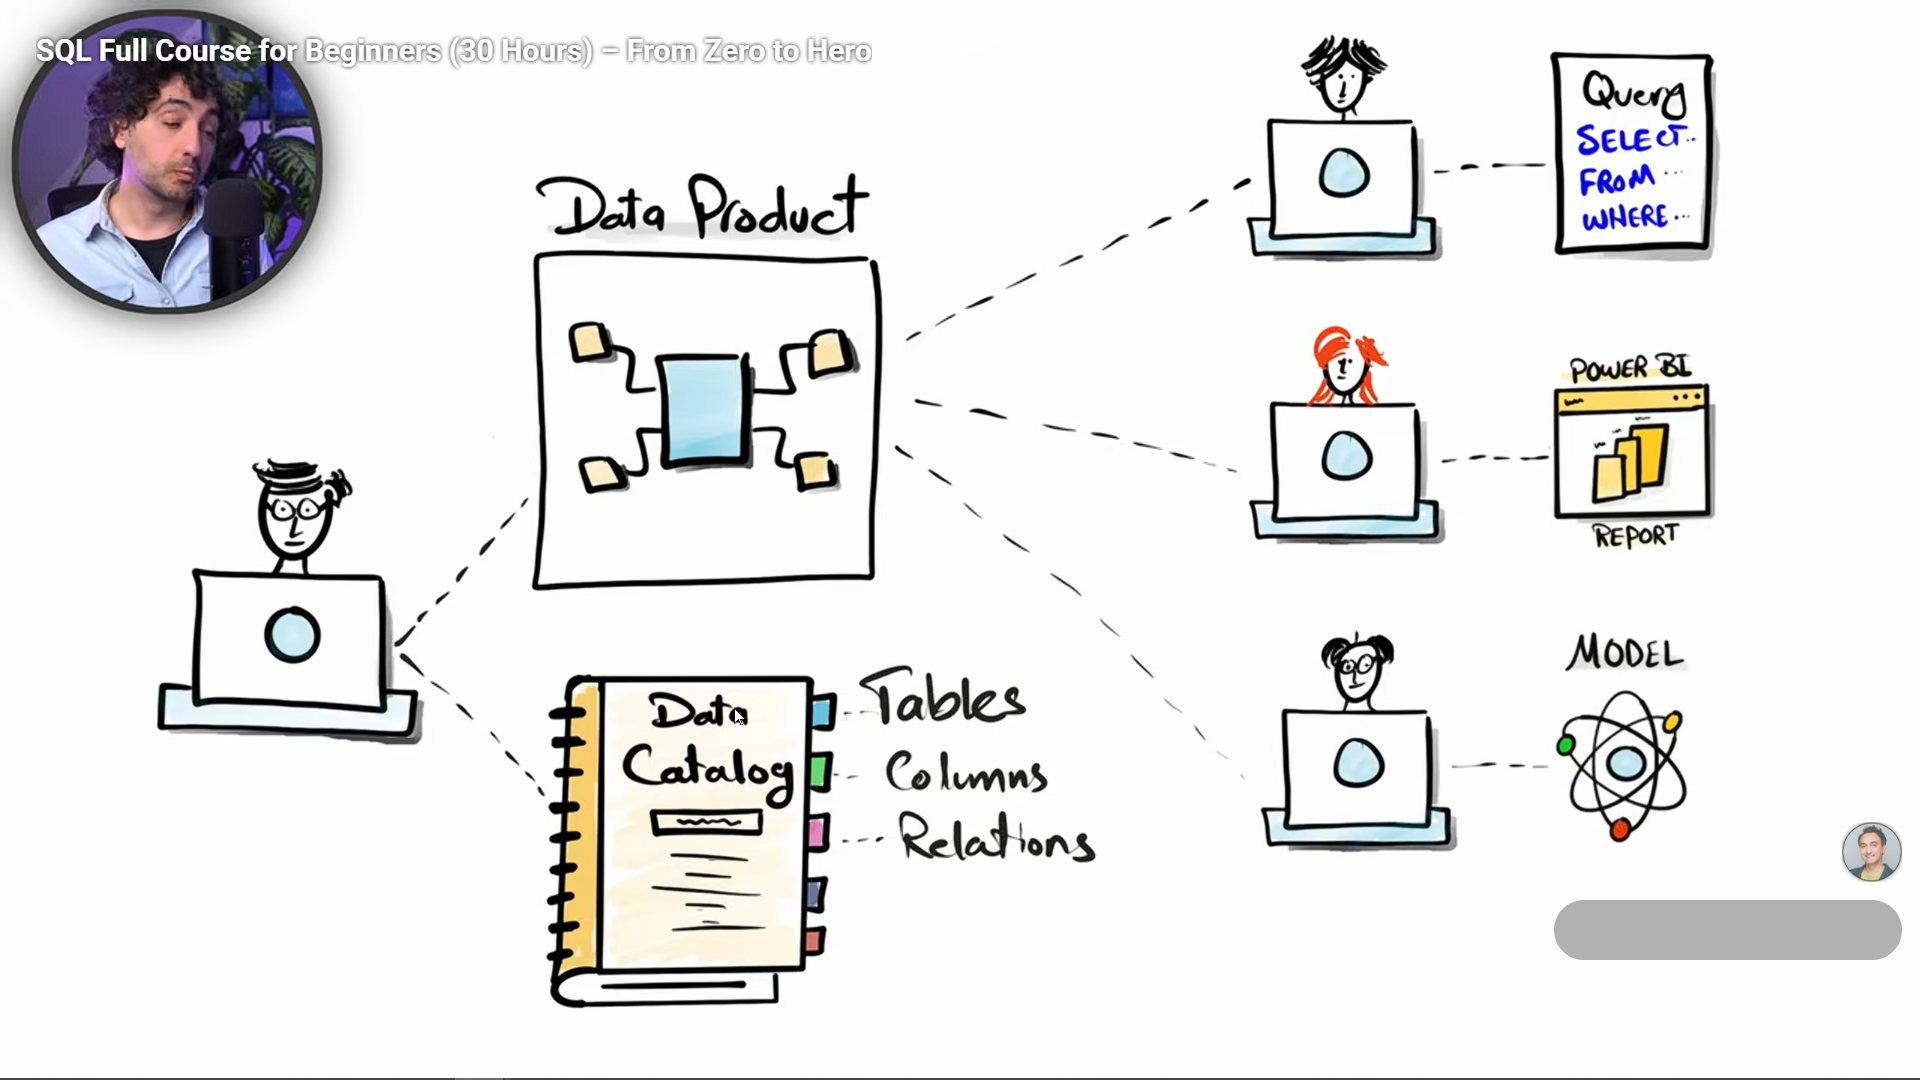 SQL Full Course for Beginners (30 Hours) – From Zero to Hero
Data Product
Query
SELECT..
FROM ...
WHERE...
POWER BI
REPORT
MODEL
Data
Catalog
Tables
Columns
Relations